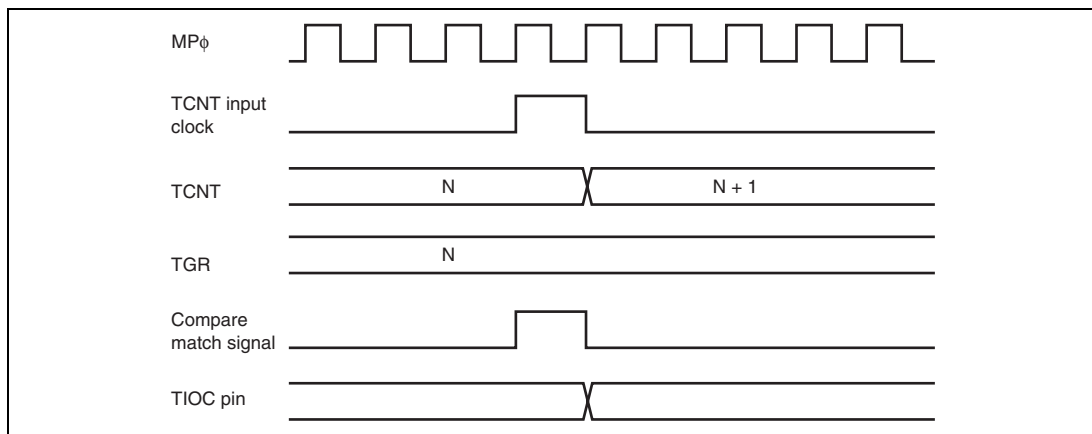 MPφ
TCNT input
clock
TCNT
N
N + 1
TGR
N
Compare
match signal
TIOC pin